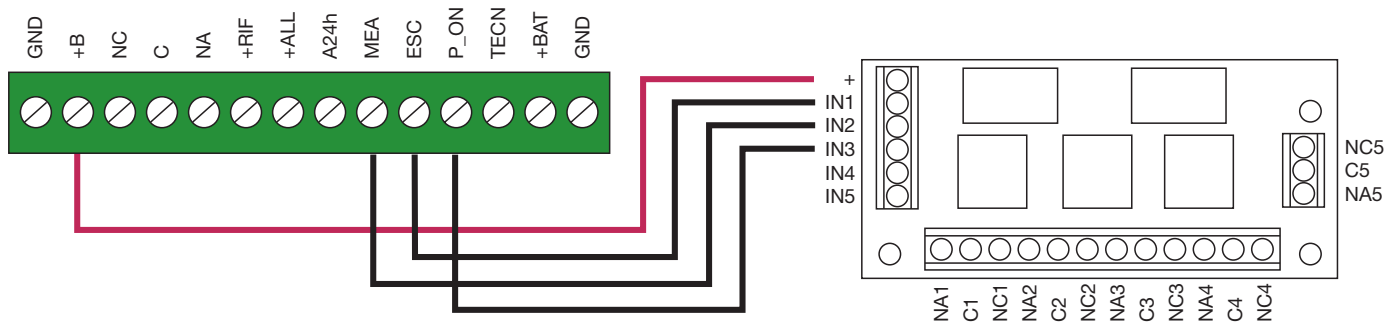 GND
+B
NC
C
NA
+RIF
+ALL
A24h
MEA
ESC
P_ON
TECN
+BAT
GND
+
IN1
IN2
IN3
IN4
IN5
NC5
C5
NA5
NA1
C1
NC1
NA2
C2
NC2
NA3
C3
NC3
NA4
C4
NC4